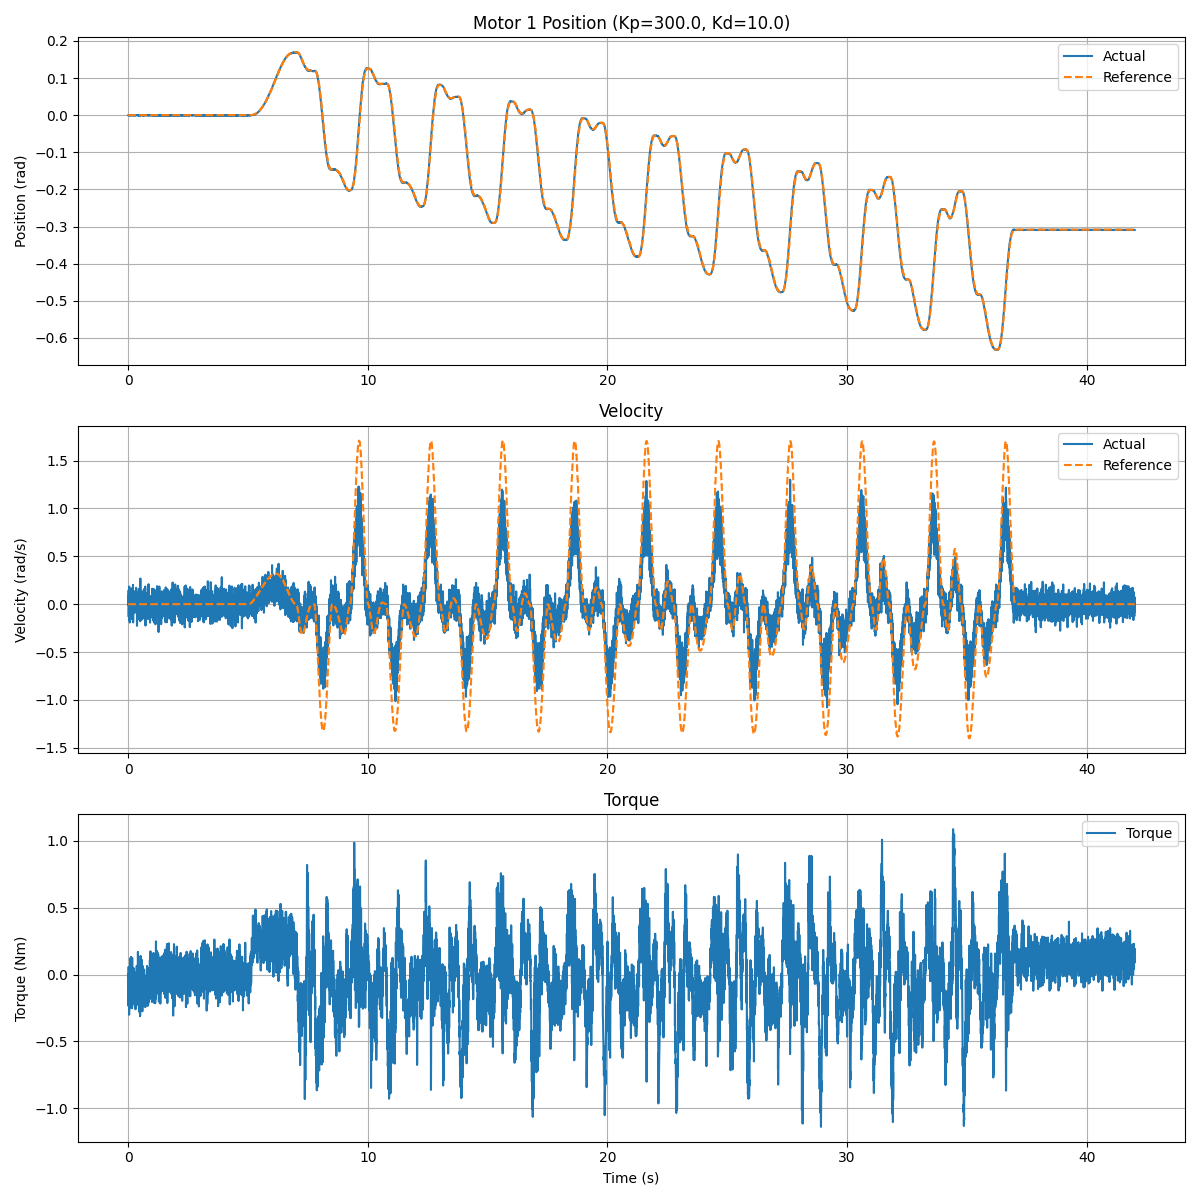 Motor 1 Position (Kp=300.0, Kd=10.0)
0.2
0.1
0.0
−0.1
−0.2
−0.3
−0.4
−0.5
−0.6
Position (rad)
Actual
Reference
0 10 20 30 40
Velocity
1.5
1.0
0.5
0.0
−0.5
−1.0
−1.5
Velocity (rad/s)
Actual
Reference
0 10 20 30 40
Torque
1.0
0.5
0.0
−0.5
−1.0
Torque (Nm)
Torque
0 10 20 30 40
Time (s)